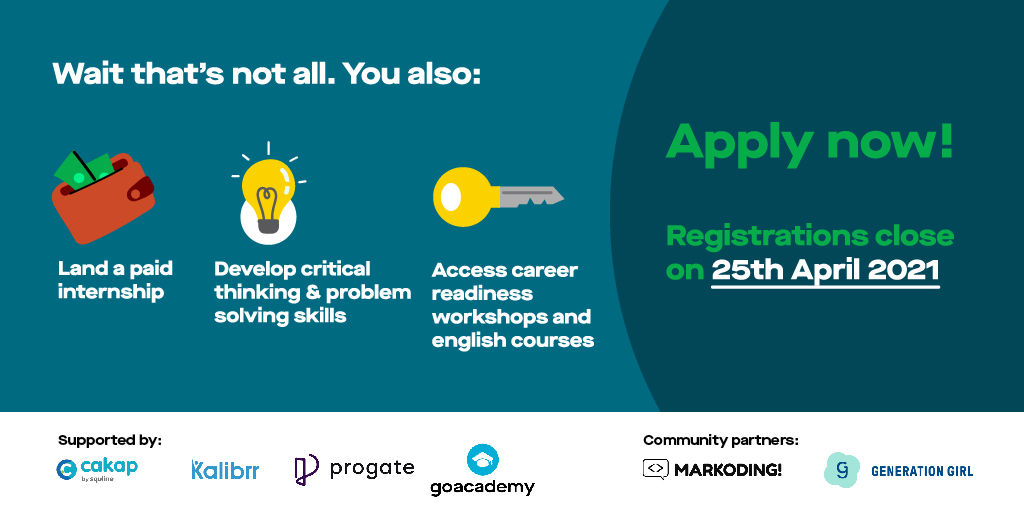 Wait that's not all. You also:
Land a paid
internship
Develop critical
thinking & problem
solving skills
Access career
readiness
workshops and
english courses
Apply now!
Registrations close
on 25th April 2021
Supported by:
cakap
by squline
kalibrr
progate
goacademy
Community partners:
<> MARKODING!
g GENERATION GIRL